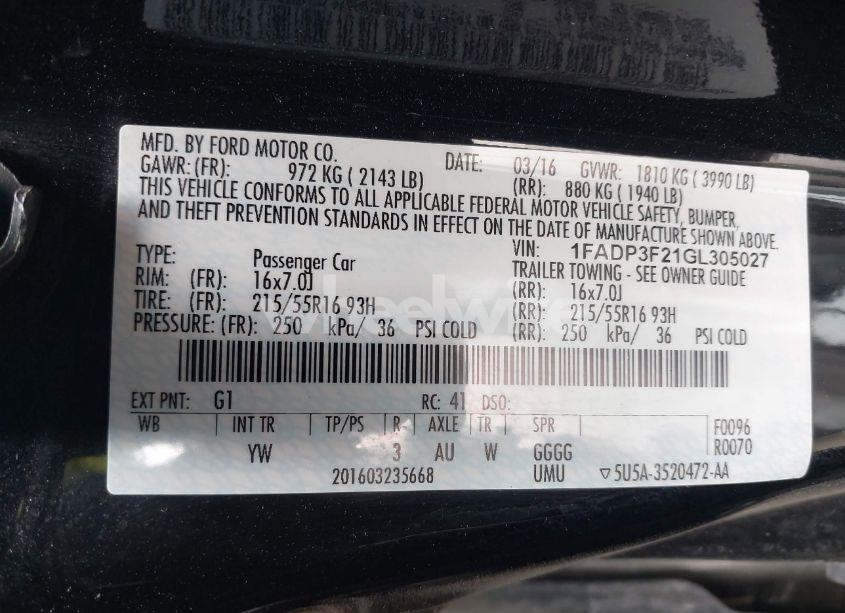 MFD. BY FORD MOTOR CO. DATE: 03/16 GVWR: 1810 KG ( 3990 LB)
GAWR: (FR): 972 KG ( 2143 LB) (RR): 880 KG ( 1940 LB)
THIS VEHICLE CONFORMS TO ALL APPLICABLE FEDERAL MOTOR VEHICLE SAFETY, BUMPER,
AND THEFT PREVENTION STANDARDS IN EFFECT ON THE DATE OF MANUFACTURE SHOWN ABOVE.
VIN: 1FADP3F21GL305027
TYPE: Passenger Car TRAILER TOWING - SEE OWNER GUIDE
RIM: (FR): 16x7.0J (RR): 16x7.0J
TIRE: (FR): 215/55R16 93H (RR): 215/55R16 93H
PRESSURE: (FR): 250 kPa/ 36 PSI COLD (RR): 250 kPa/ 36 PSI COLD
EXT PNT: G1 RC: 41 DSO:
WB INT TR TP/PS R AXLE TR SPR F0096
YW 3 AU W GGGG R0070
201603235668 UMU ▽5U5A-3520472-AA